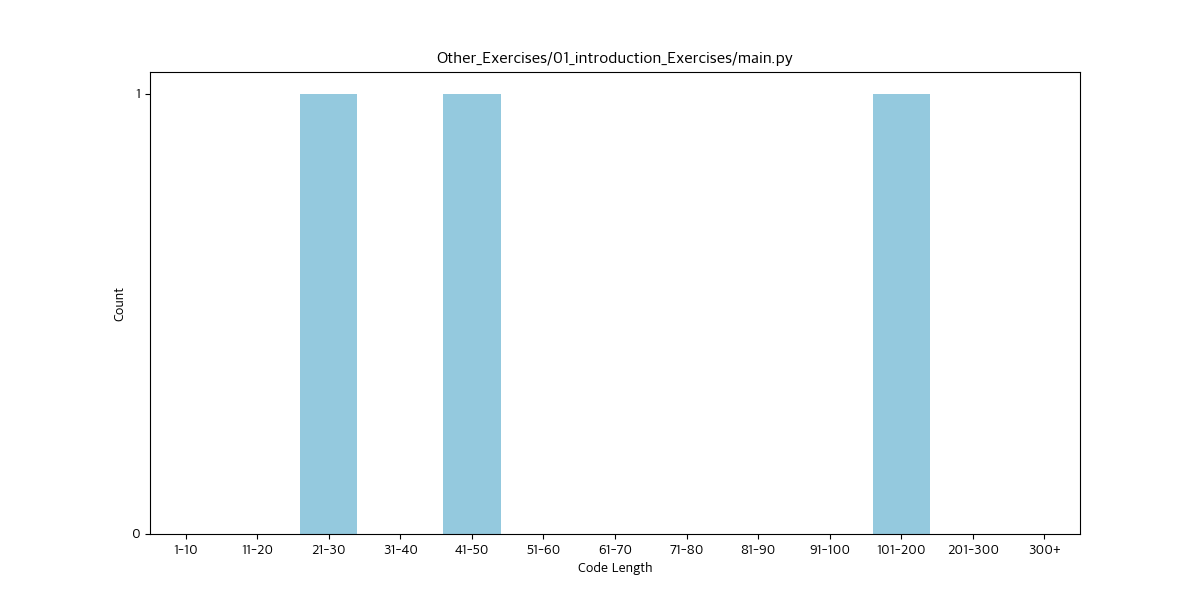 Other_Exercises/01_introduction_Exercises/main.py
1
Count
0
1-10 11-20 21-30 31-40 41-50 51-60 61-70 71-80 81-90 91-100 101-200 201-300 300+
Code Length